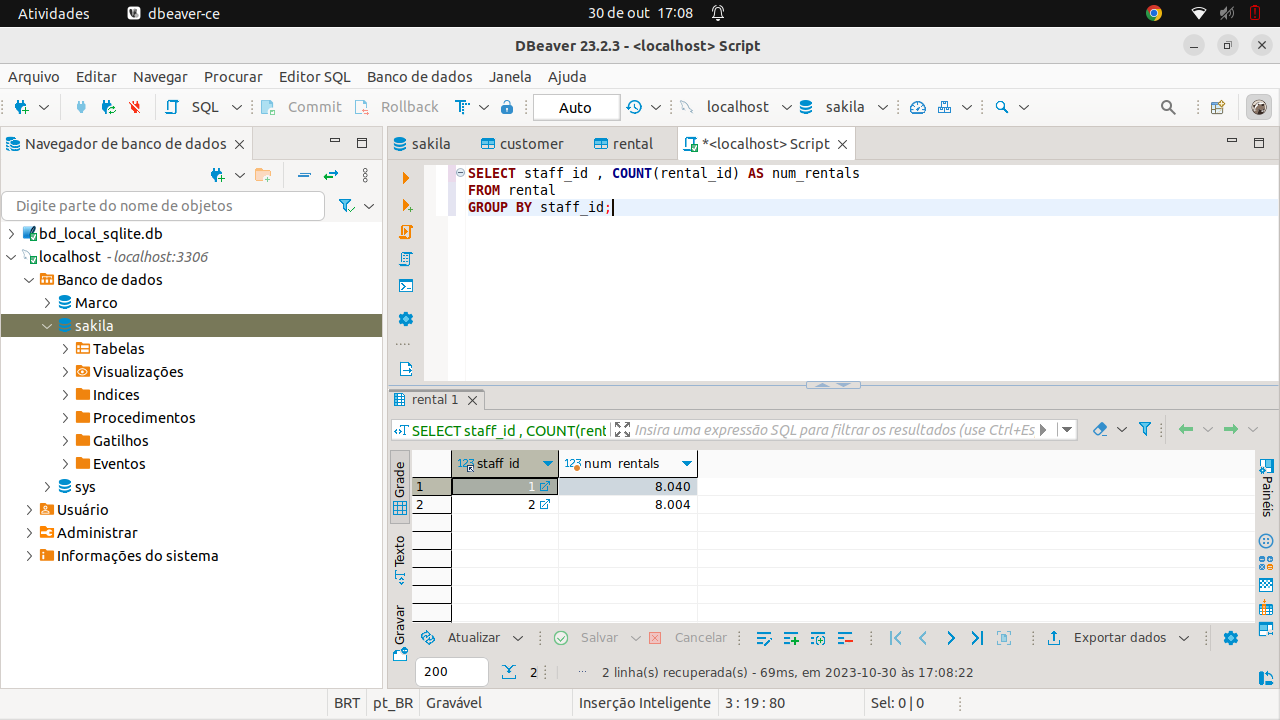 Atividades dbeaver-ce 30 de out 17:08
DBeaver 23.2.3 - <localhost> Script
Arquivo Editar Navegar Procurar Editor SQL Banco de dados Janela Ajuda
SQL Commit Rollback Auto localhost sakila
Navegador de banco de dados
sakila customer rental *<localhost> Script
Digite parte do nome de objetos
bd_local_sqlite.db
localhost - localhost:3306
Banco de dados
Marco
sakila
Tabelas
Visualizações
Indices
Procedimentos
Gatilhos
Eventos
sys
Usuário
Administrar
Informações do sistema
SELECT staff_id , COUNT(rental_id) AS num_rentals
FROM rental
GROUP BY staff_id;
rental 1
SELECT staff_id , COUNT(rent Insira uma expressão SQL para filtrar os resultados (use Ctrl+Es
Grade
Texto
Gravar
123 staff_id 123 num_rentals
1 1 8.040
2 2 8.004
Painéis
Atualizar Salvar Cancelar Exportar dados
200 2 ... 2 linha(s) recuperada(s) - 69ms, em 2023-10-30 às 17:08:22
BRT pt_BR Gravável Inserção Inteligente 3 : 19 : 80 Sel: 0 | 0